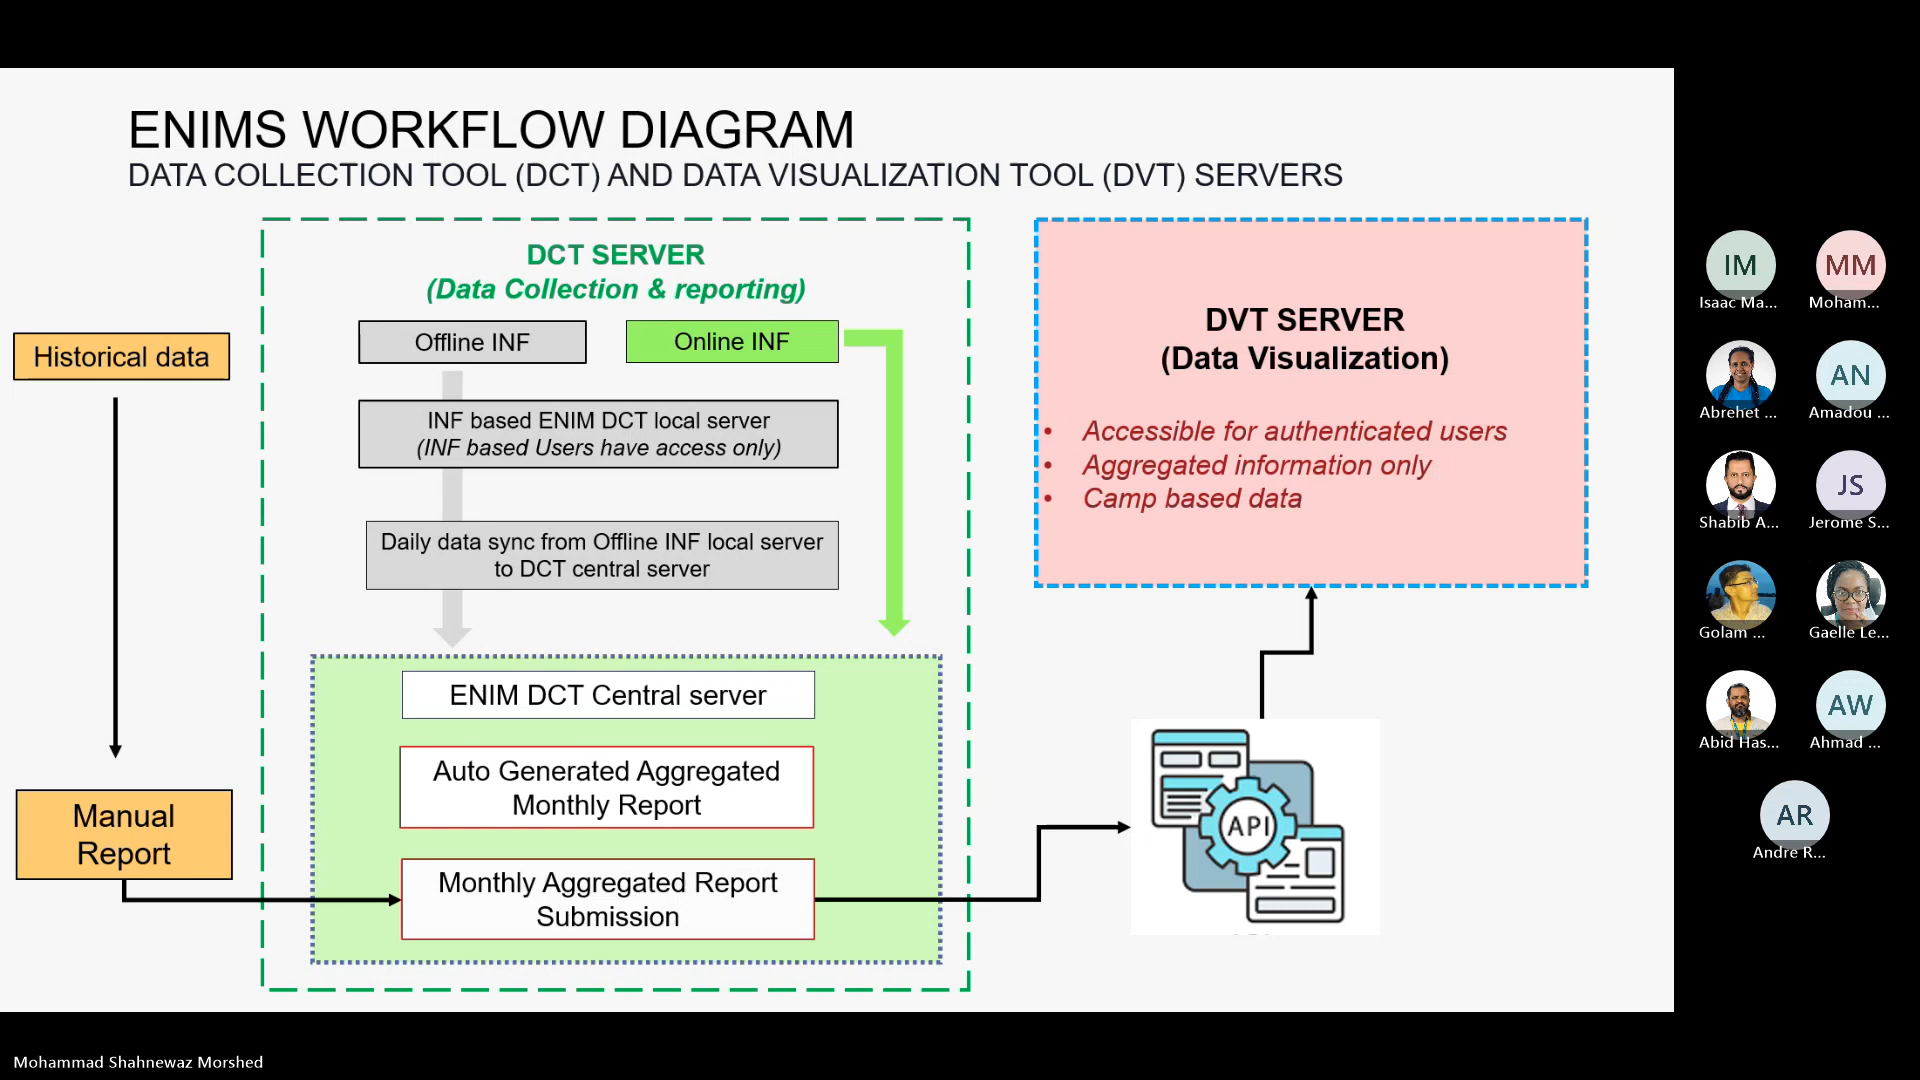 ENIMS WORKFLOW DIAGRAM
DATA COLLECTION TOOL (DCT) AND DATA VISUALIZATION TOOL (DVT) SERVERS
Historical data
Manual
Report
DCT SERVER
(Data Collection & reporting)
Offline INF
Online INF
INF based ENIM DCT local server
(INF based Users have access only)
Daily data sync from Offline INF local server
to DCT central server
ENIM DCT Central server
Auto Generated Aggregated
Monthly Report
Monthly Aggregated Report
Submission
API
DVT SERVER
(Data Visualization)
• Accessible for authenticated users
• Aggregated information only
• Camp based data
IM
Isaac Ma...
MM
Moham...
Abrehet ...
AN
Amadou ...
Shabib A...
JS
Jerome S...
Golam ...
Gaelle Le...
Abid Has...
AW
Ahmad ...
AR
Andre R...
Mohammad Shahnewaz Morshed